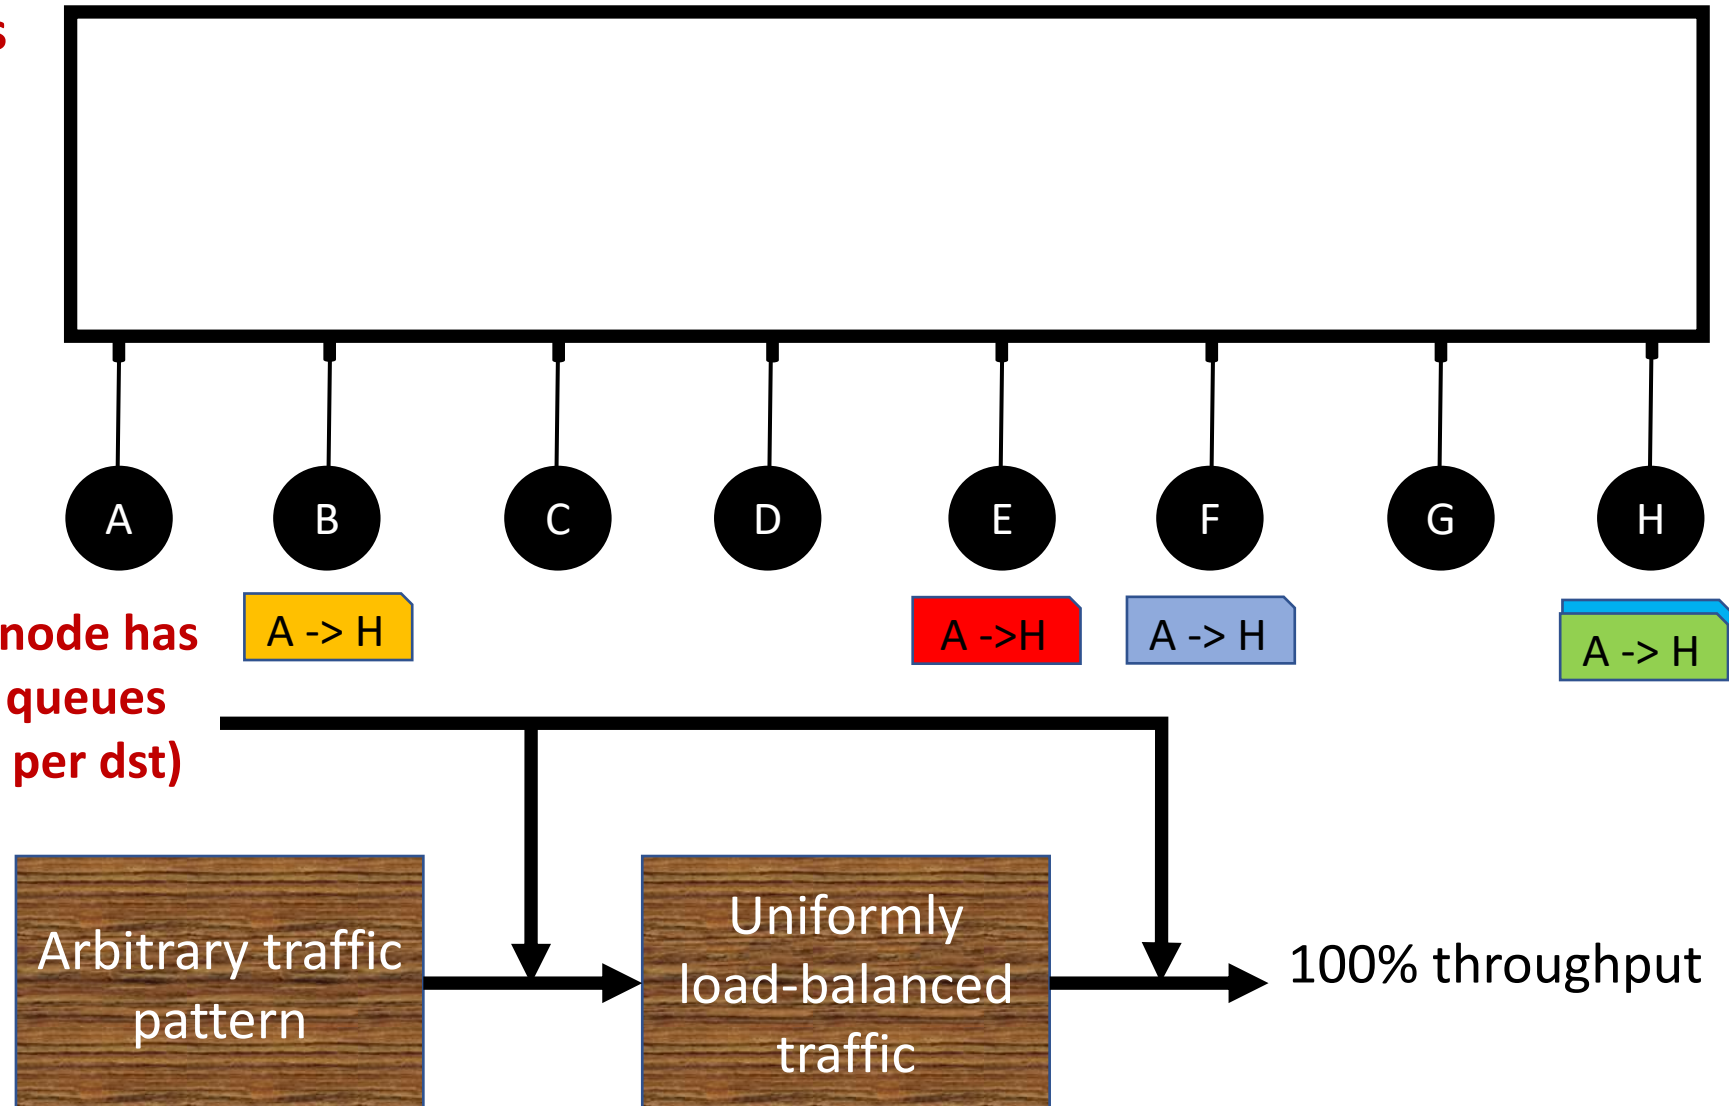 s
A
B
C
D
E
F
G
H
A -> H
A ->H
A -> H
A -> H
node has
queues
per dst)
Arbitrary traffic
pattern
Uniformly
load-balanced
traffic
100% throughput